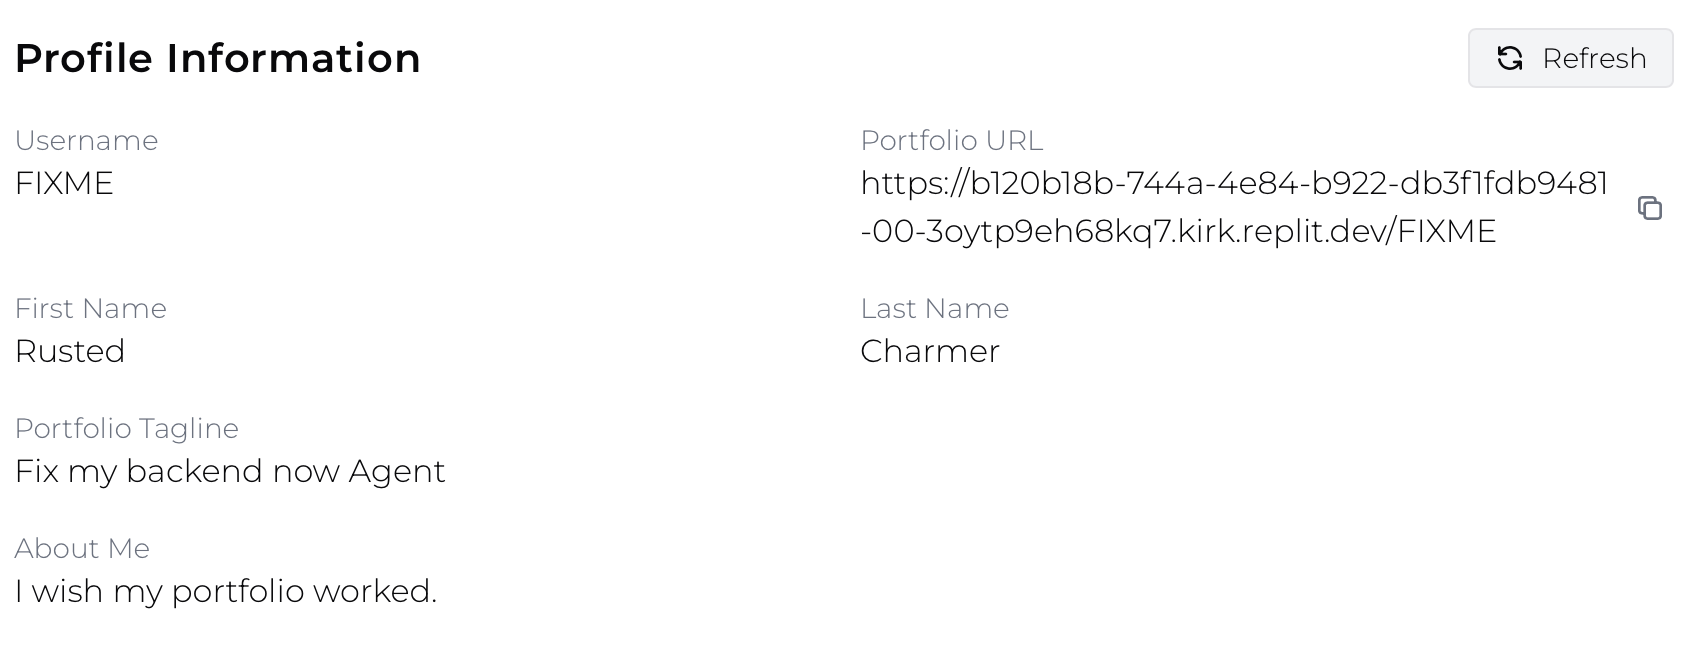 Profile Information
Refresh
Username
FIXME
Portfolio URL
https://b120b18b-744a-4e84-b922-db3f1fdb9481
-00-3oytp9eh68kq7.kirk.replit.dev/FIXME
First Name
Rusted
Last Name
Charmer
Portfolio Tagline
Fix my backend now Agent
About Me
I wish my portfolio worked.